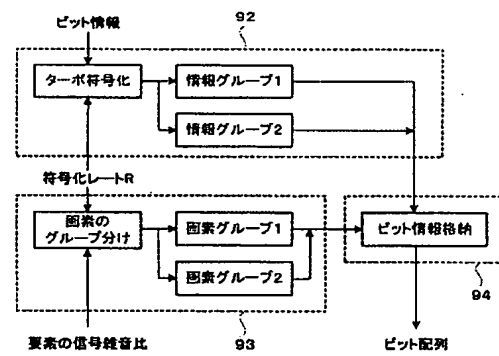 ビット情報
92
ターボ符号化
情報グループ1
情報グループ2
符号化レートR
画素の
グループ分け
画素グループ1
画素グループ2
ビット情報格納
94
要素の信号雑音比
93
ビット配列